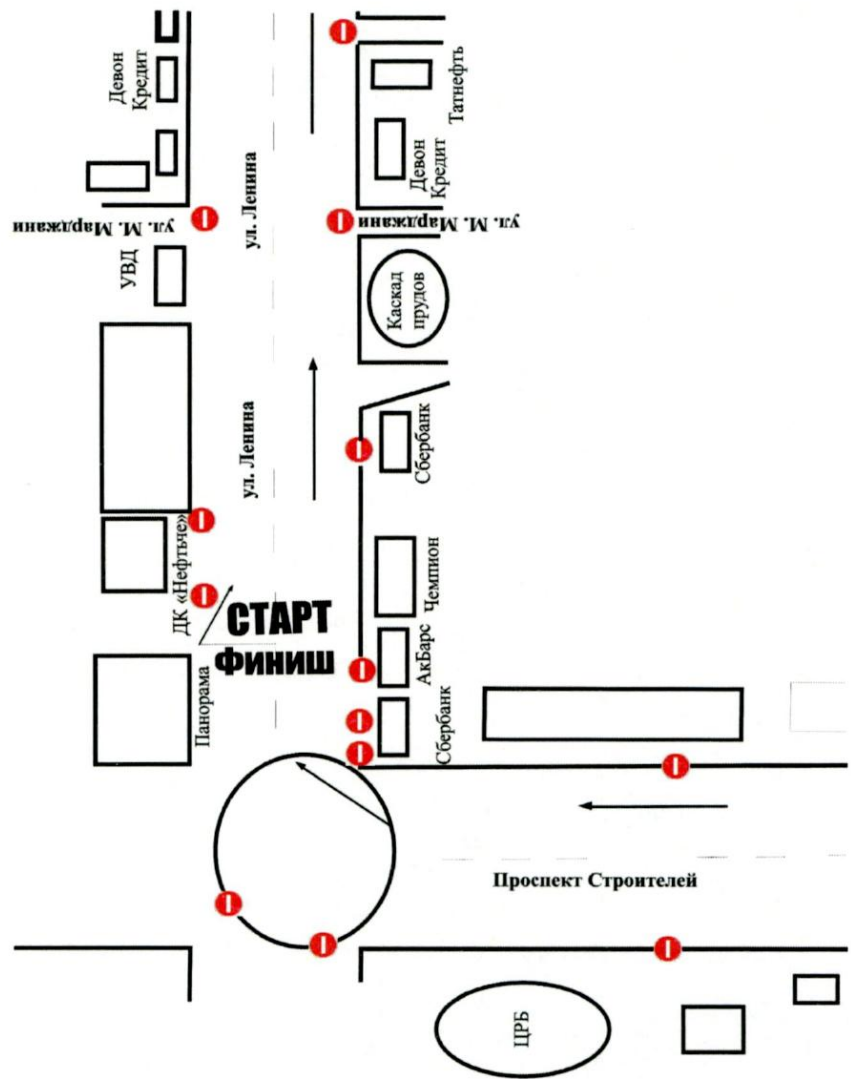 Девон
Кредит
Татнефть
Девон
Кредит
ул. М. Марджани
ул. Ленина
ул. М. Марджани
УВД
Каскад
прудов
ул. Ленина
Сбербанк
ДК «Нефтьче»
Чемпион
СТАРТ
ФИНИШ
АкБарс
Панорама
Сбербанк
Проспект Строителей
ЦРБ